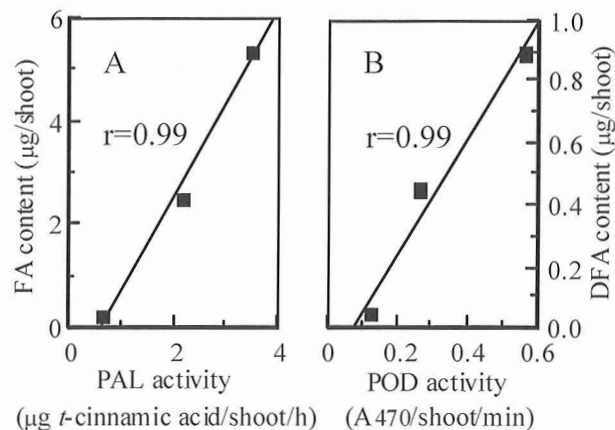 6
4
2
0
FA content (μg/shoot)
A
r=0.99
0
2
4
PAL activity
(μg t-cinnamic acid/shoot/h)
B
r=0.99
0
0.2
0.4
0.6
POD activity
(A470/shoot/min)
1.0
0.8
0.6
0.4
0.2
0.0
DFA content (μg/shoot)